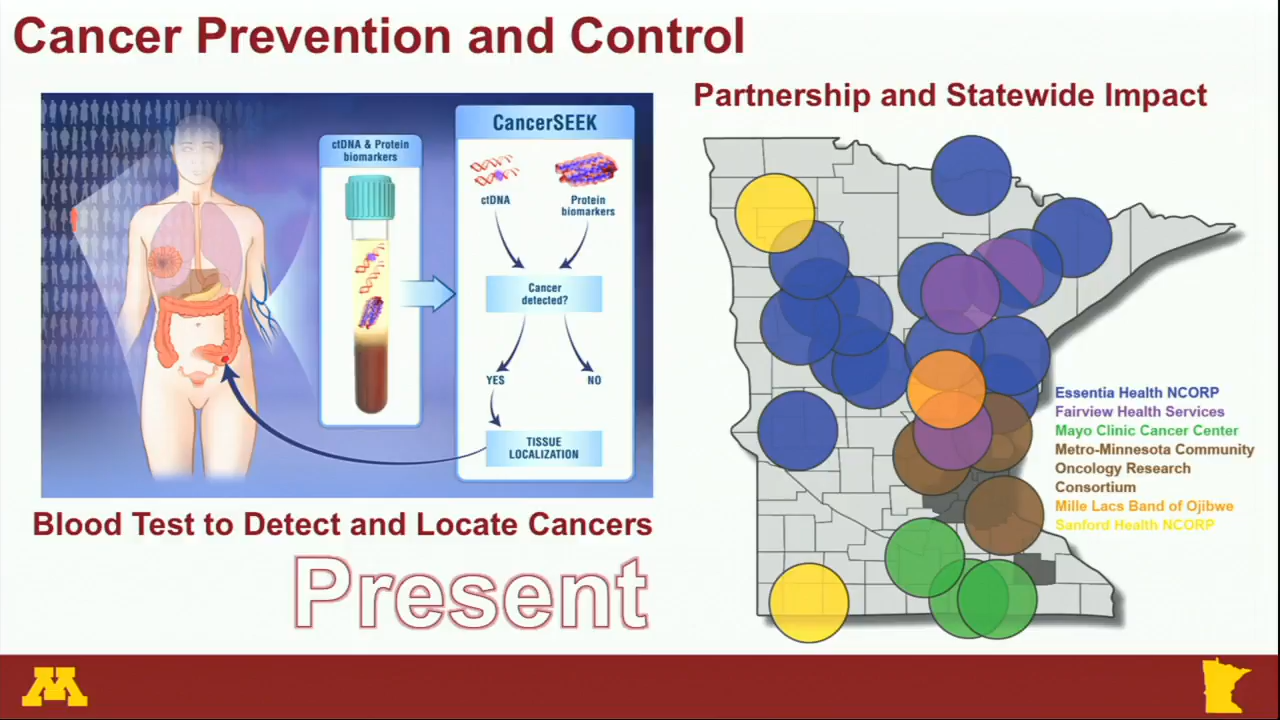 Cancer Prevention and Control
ctDNA & Protein
biomarkers
CancerSEEK
ctDNA
Protein
biomarkers
Cancer
detected?
YES
NO
TISSUE
LOCALIZATION
Blood Test to Detect and Locate Cancers
Present
Partnership and Statewide Impact
Essentia Health NCORP
Fairview Health Services
Mayo Clinic Cancer Center
Metro-Minnesota Community
Oncology Research
Consortium
Mille Lacs Band of Ojibwe
Sanford Health NCORP
M